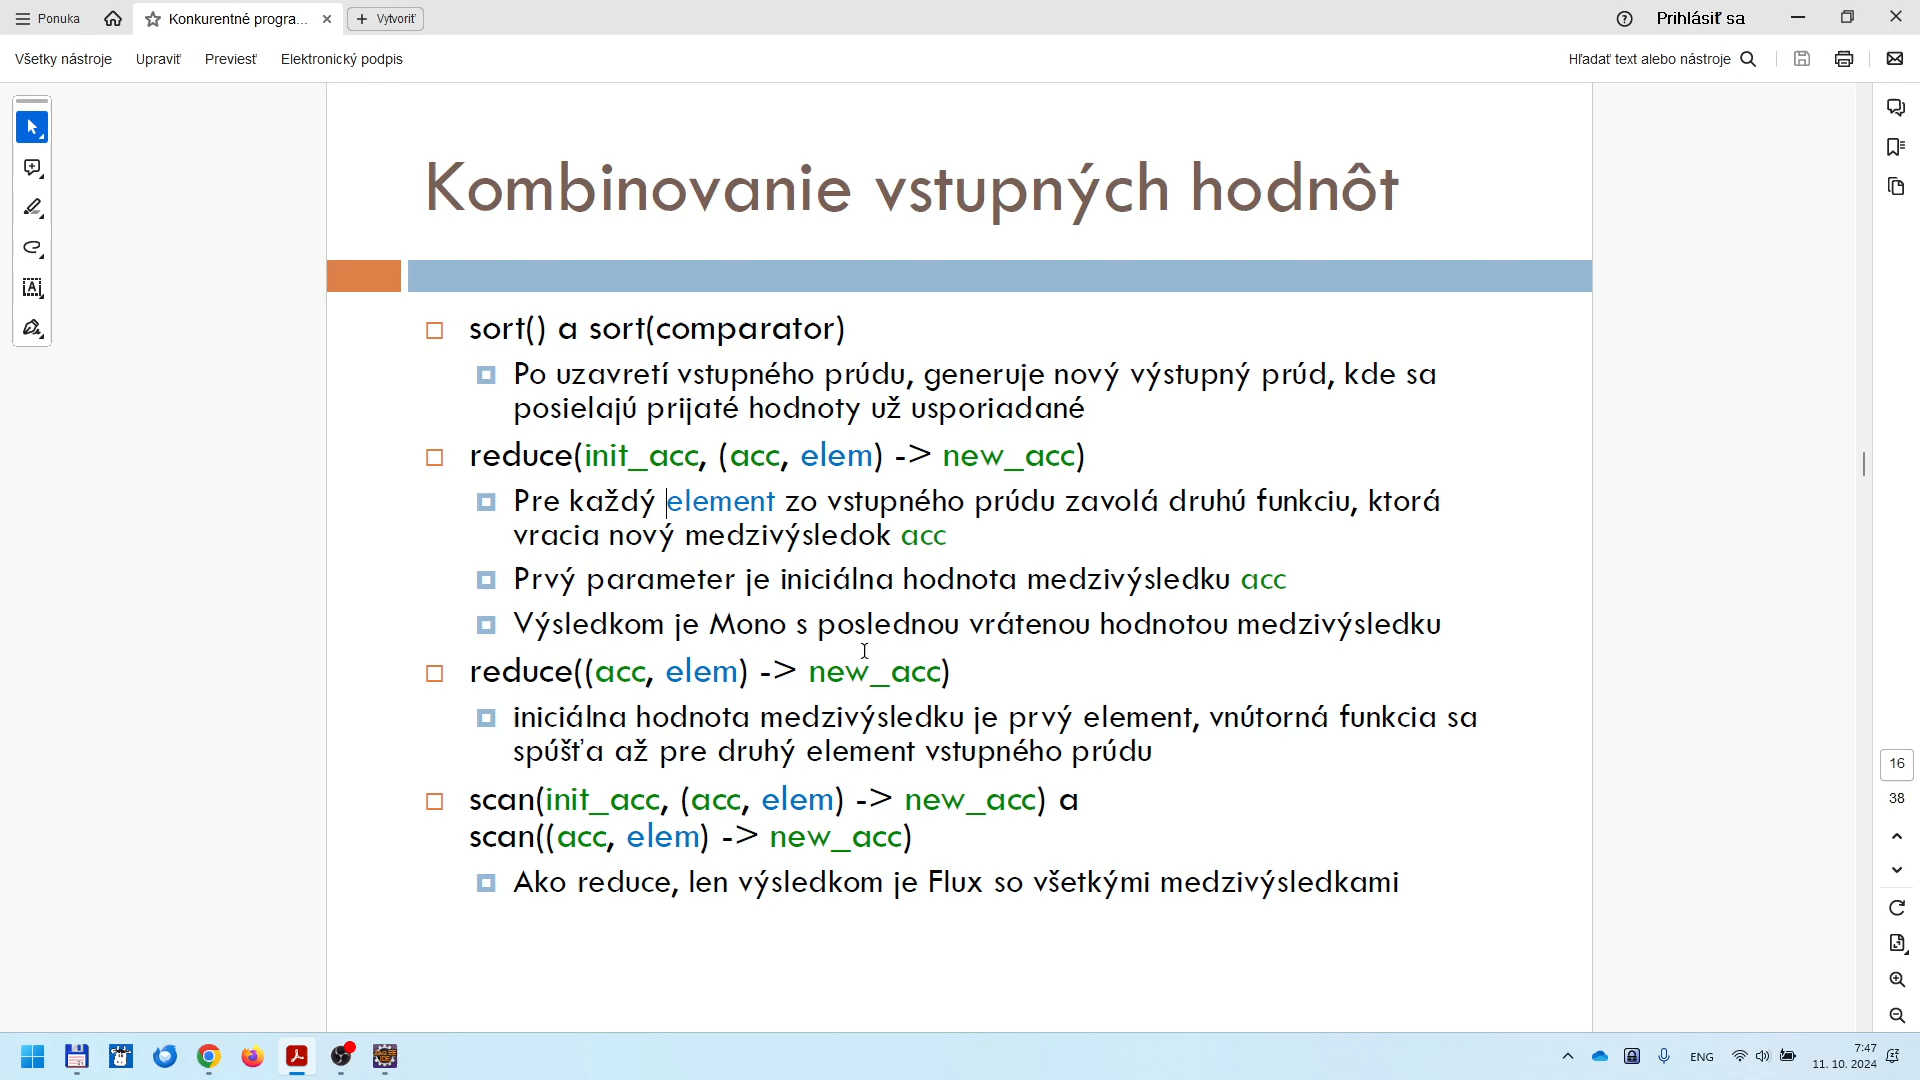 Ponuka
Konkurentné progra...
Vytvoriť
Prihlásiť sa
Všetky nástroje
Upraviť
Previesť
Elektronický podpis
Hľadať text alebo nástroje
Kombinovanie vstupných hodnôt
sort() a sort(comparator)
Po uzavretí vstupného prúdu, generuje nový výstupný prúd, kde sa
posielajú prijaté hodnoty už usporiadané
reduce(init_acc, (acc, elem) -> new_acc)
Pre každý element zo vstupného prúdu zavolá druhú funkciu, ktorá
vracia nový medzivýsledok acc
Prvý parameter je iniciálna hodnota medzivýsledku acc
Výsledkom je Mono s poslednou vrátenou hodnotou medzivýsledku
reduce((acc, elem) -> new_acc)
iniciálna hodnota medzivýsledku je prvý element, vnútorná funkcia sa
spúšťa až pre druhý element vstupného prúdu
scan(init_acc, (acc, elem) -> new_acc) a
scan((acc, elem) -> new_acc)
Ako reduce, len výsledkom je Flux so všetkými medzivýsledkami
16
38
ENG
7:47
11. 10. 2024